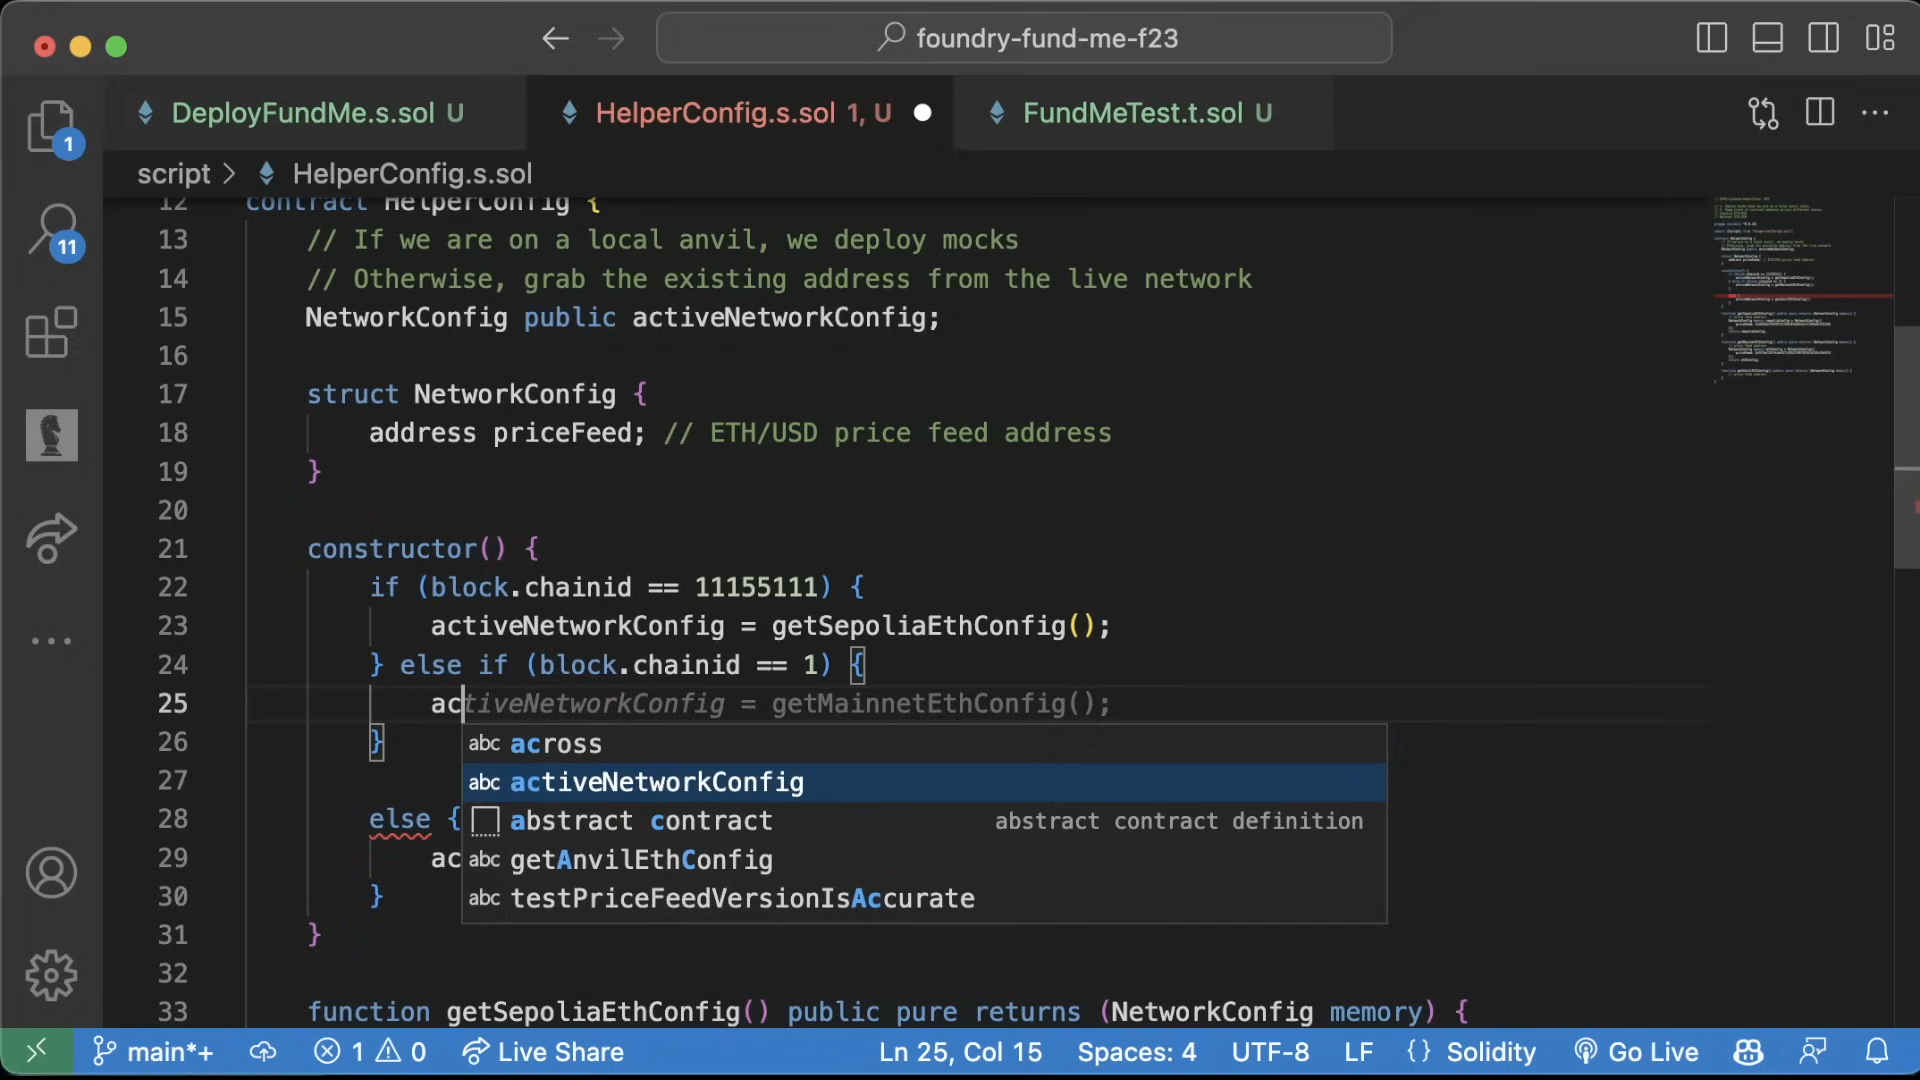 foundry-fund-me-f23
DeployFundMe.s.sol U
HelperConfig.s.sol 1, U
FundMeTest.t.sol U
1
script > HelperConfig.s.sol
12 contract HelperConfig {
13 // If we are on a local anvil, we deploy mocks
14 // Otherwise, grab the existing address from the live network
15 NetworkConfig public activeNetworkConfig;
16
17 struct NetworkConfig {
18 address priceFeed; // ETH/USD price feed address
19 }
20
21 constructor() {
22 if (block.chainid == 11155111) {
23 activeNetworkConfig = getSepoliaEthConfig();
24 } else if (block.chainid == 1) {
25 activeNetworkConfig = getMainnetEthConfig();
26 }
27
28 else {
29 ac
30 }
31 }
32
33 function getSepoliaEthConfig() public pure returns (NetworkConfig memory) {
abc across
abc activeNetworkConfig
abstract contract abstract contract definition
abc getAnvilEthConfig
abc testPriceFeedVersionIsAccurate
11
main*+ 1 0 Live Share Ln 25, Col 15 Spaces: 4 UTF-8 LF {} Solidity Go Live